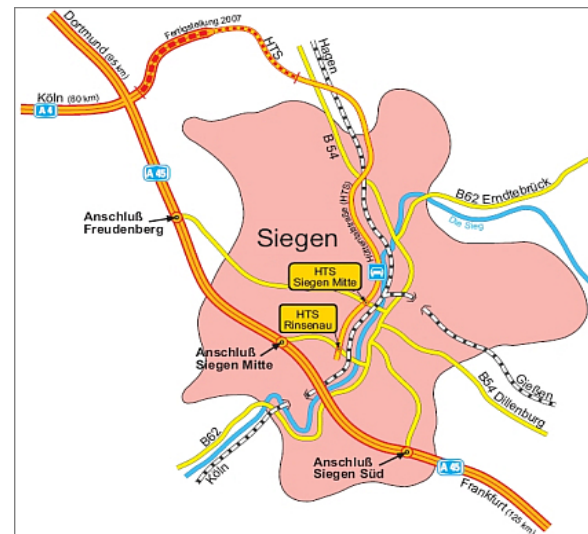 Dortmund (95 km)
Fertigstellung 2007
HTS
Hagen
Köln (80 km)
A 4
B 54
A 45
B62 Erndtebrück
Die Sieg
Anschluß
Freudenberg
Siegen
Hüttentalstraße (HTS)
HTS
Siegen Mitte
HTS
Rinsenau
Anschluß
Siegen Mitte
Gießen
B54 Dillenburg
B62
Köln
Anschluß
Siegen Süd
A 45
Frankfurt (125 km)